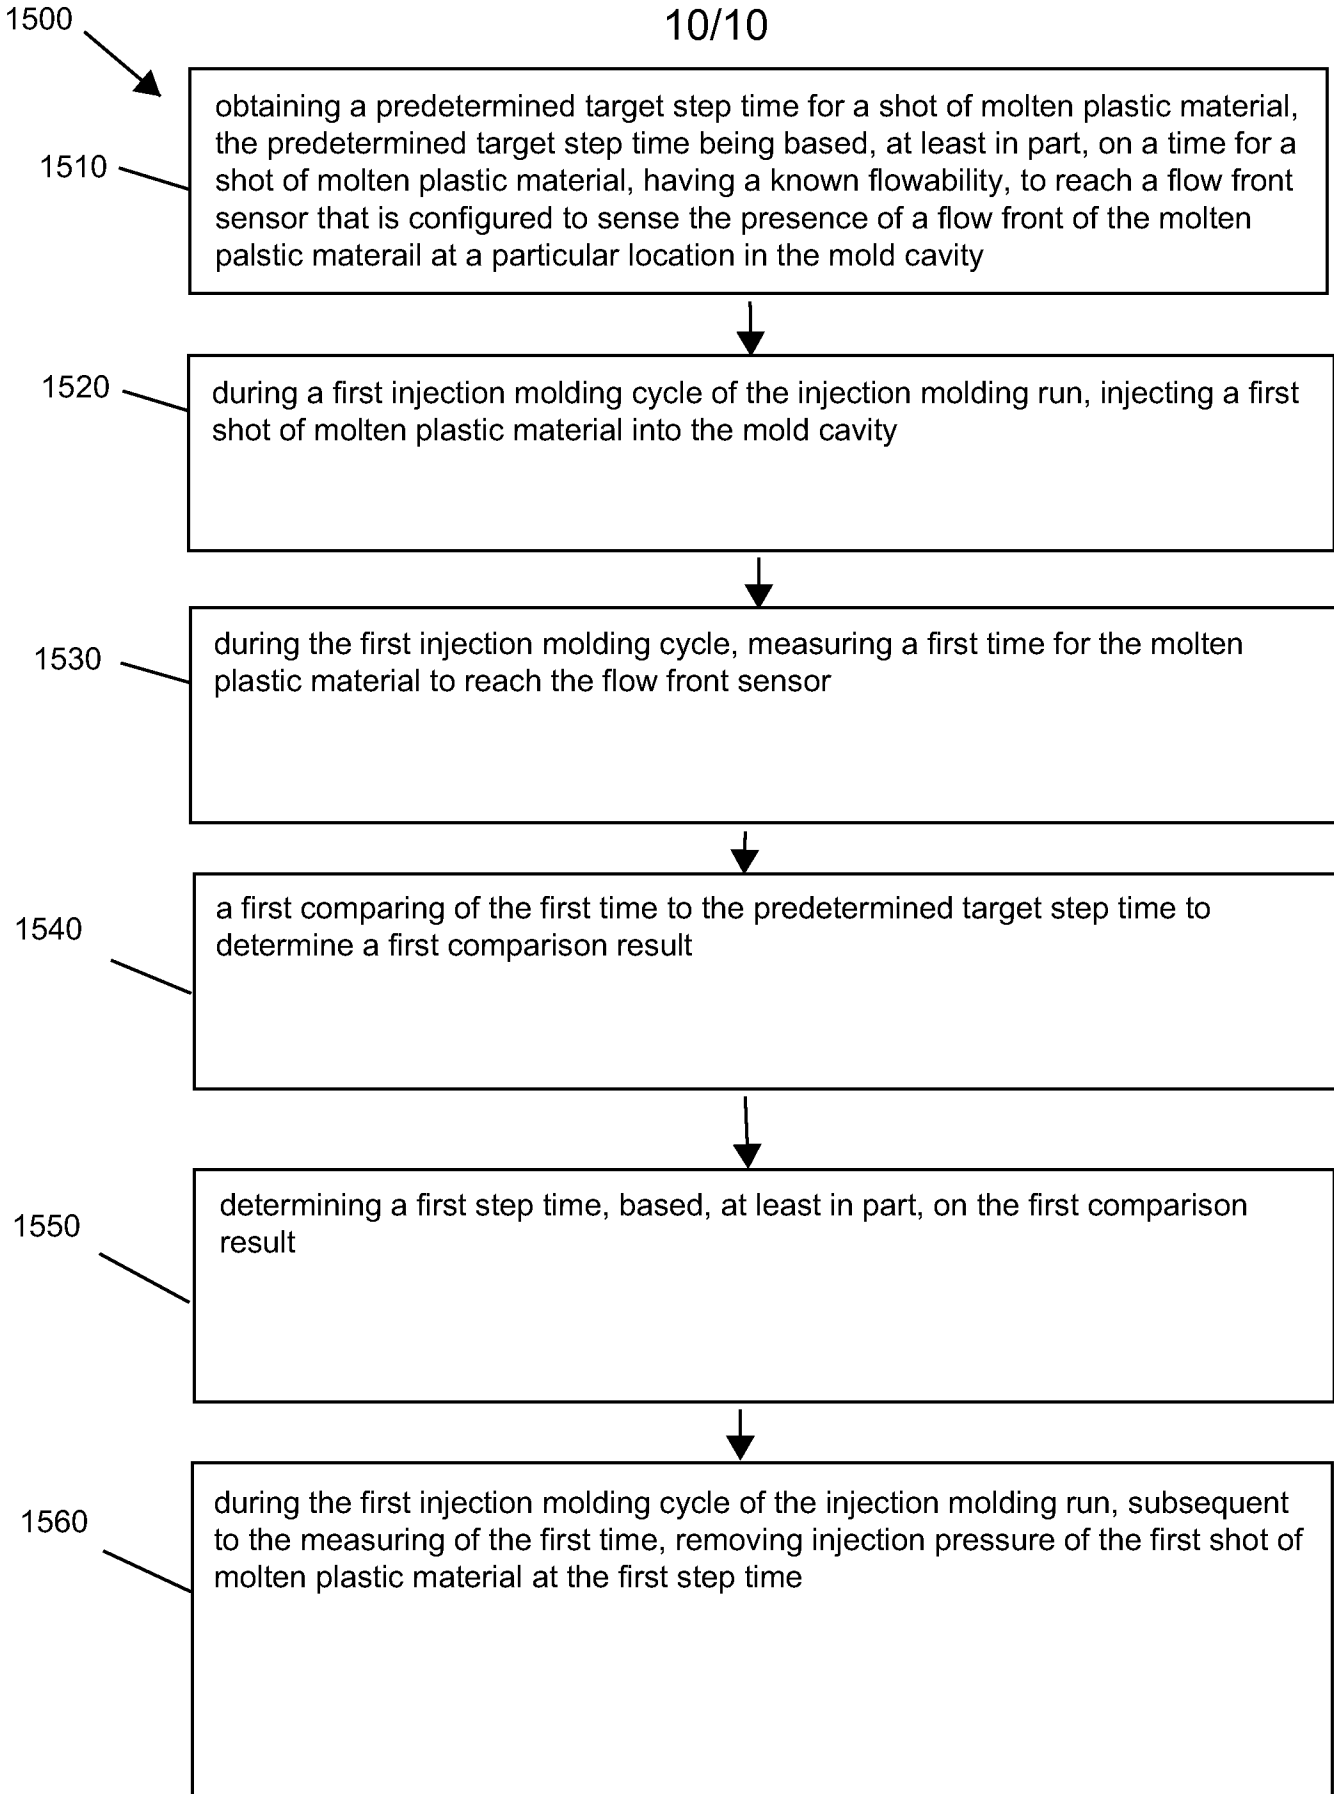 1500
10/10
obtaining a predetermined target step time for a shot of molten plastic material,
the predetermined target step time being based, at least in part, on a time for a
1510
shot of molten plastic material, having a known flowability, to reach a flow front
sensor that is configured to sense the presence of a flow front of the molten
palstic materail at a particular location in the mold cavity
1520
during a first injection molding cycle of the injection molding run, injecting a first
shot of molten plastic material into the mold cavity
1530
during the first injection molding cycle, measuring a first time for the molten
plastic material to reach the flow front sensor
1540
a first comparing of the first time to the predetermined target step time to
determine a first comparison result
1550
determining a first step time, based, at least in part, on the first comparison
result
1560
during the first injection molding cycle of the injection molding run, subsequent
to the measuring of the first time, removing injection pressure of the first shot of
molten plastic material at the first step time